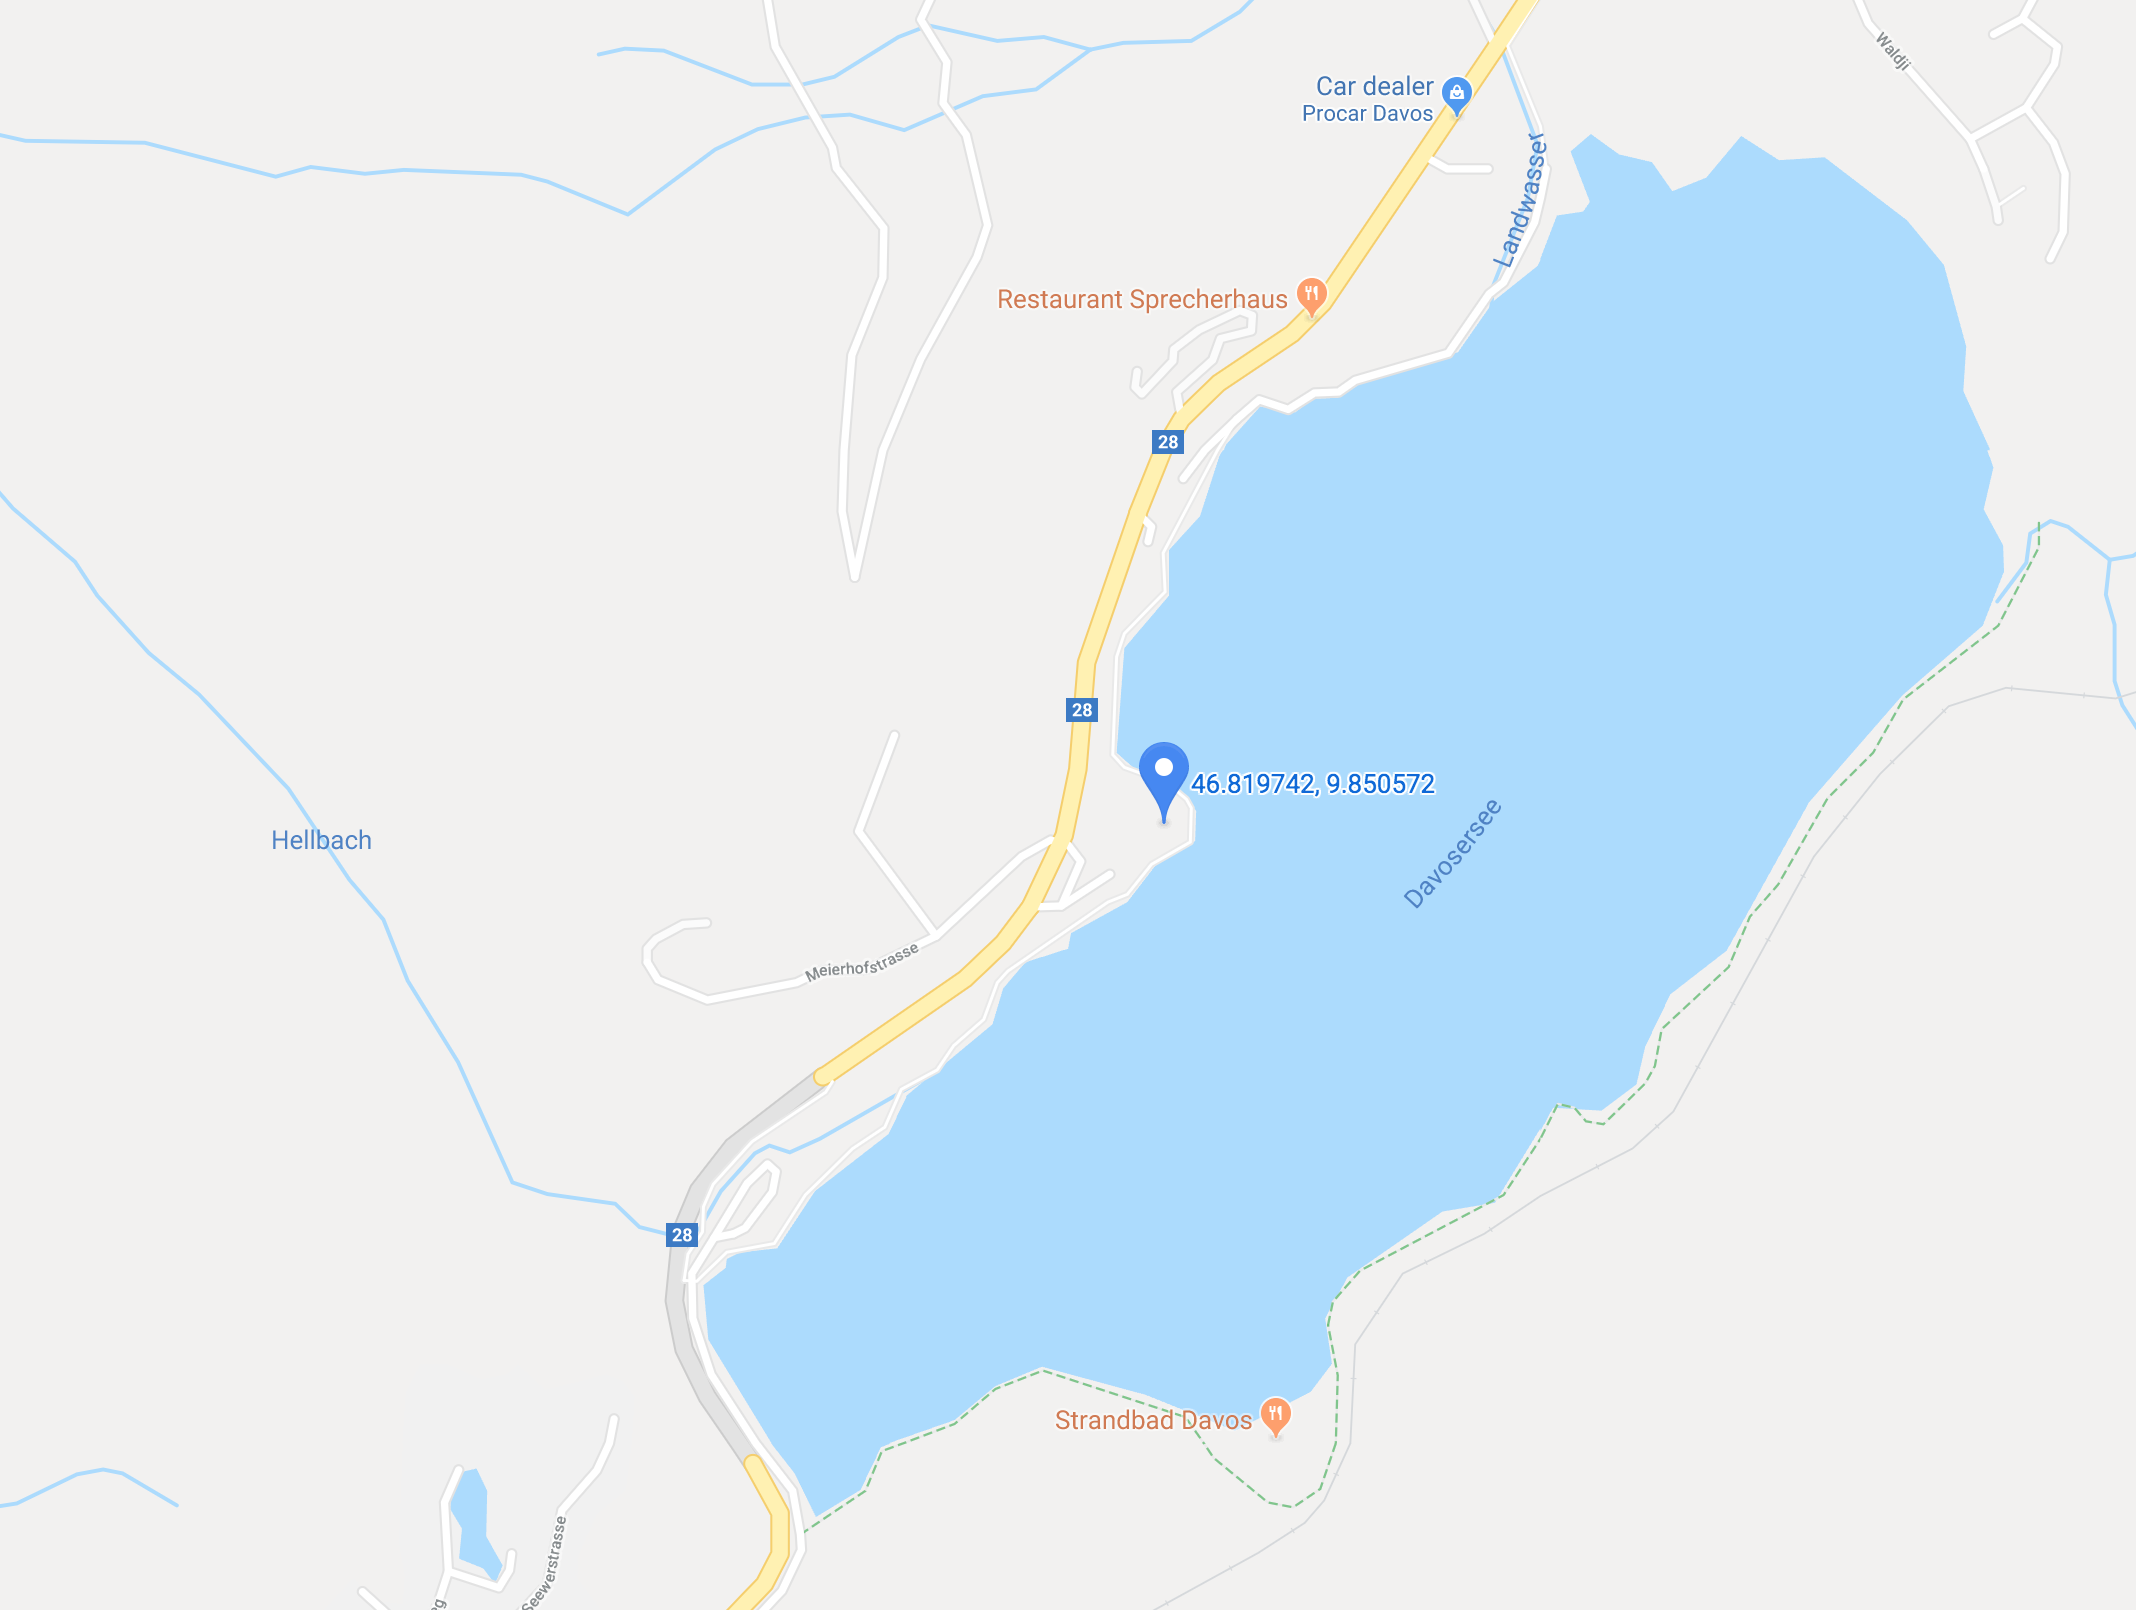 Waldji
Car dealer
Procar Davos
Landwasser
Restaurant Sprecherhaus
28
28
46.819742, 9.850572
Hellbach
Davosersee
Meierhofstrasse
28
Strandbad Davos
Seewerstrasse